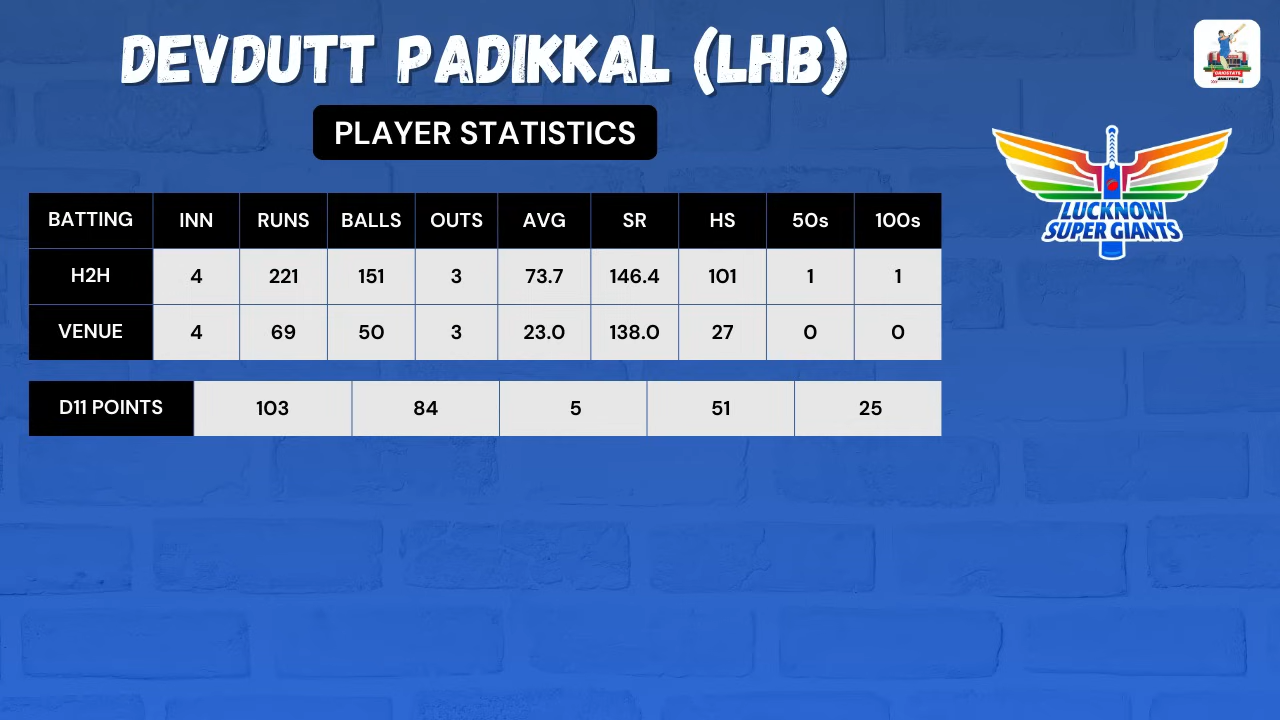 DEVDUTT PADIKKAL (LHB)
PLAYER STATISTICS
LUCKNOW
SUPER GIANTS
BATTING INN RUNS BALLS OUTS AVG SR HS 50s 100s
H2H 4 221 151 3 73.7 146.4 101 1 1
VENUE 4 69 50 3 23.0 138.0 27 0 0
D11 POINTS 103 84 5 51 25